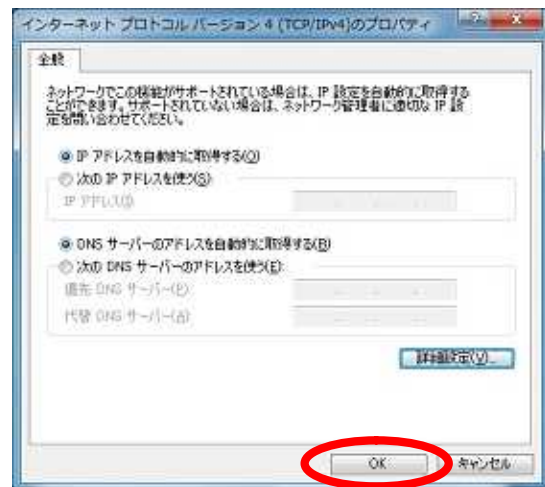 インターネット プロトコル バージョン 4 (TCP/IPv4)のプロパティ
全般
ネットワークでこの機能がサポートされている場合は、IP 設定を自動的に取得する
ことができます。サポートされていない場合は、ネットワーク管理者に適切な IP 設
定を問い合わせてください。
IP アドレスを自動的に取得する(O)
次の IP アドレスを使う(S):
IP アドレス(I):
DNS サーバーのアドレスを自動的に取得する(B)
次の DNS サーバーのアドレスを使う(E):
優先 DNS サーバー(P):
代替 DNS サーバー(A):
詳細設定(V)...
OK
キャンセル